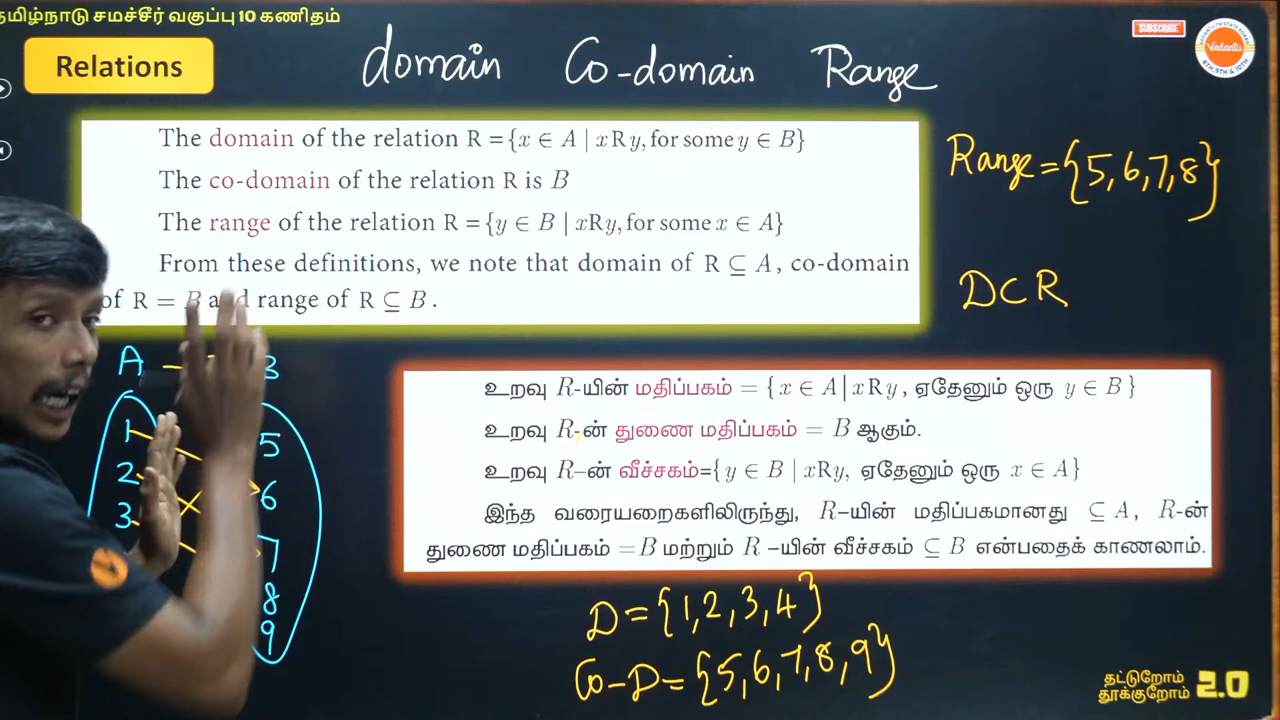 தமிழ்நாடு சமச்சீர் வகுப்பு 10 கணிதம்
SUBSCRIBE
Vedantu
8TH, 9TH & 10TH
Relations
domain Co-domain Range
The domain of the relation R = {x ∈ A | xRy, for some y ∈ B}
The co-domain of the relation R is B
The range of the relation R = {y ∈ B | xRy, for some x ∈ A}
From these definitions, we note that domain of R ⊆ A, co-domain
of R = B and range of R ⊆ B.
Range = {5,6,7,8}
D⊂R
A
1
2
3
5
6
7
8
9
உறவு R-யின் மதிப்பகம் = {x ∈ A | xRy, ஏதேனும் ஒரு y ∈ B}
உறவு R-ன் துணை மதிப்பகம் = B ஆகும்.
உறவு R–ன் வீச்சகம்={y ∈ B | xRy, ஏதேனும் ஒரு x ∈ A}
இந்த வரையறைகளிலிருந்து, R–யின் மதிப்பகமானது ⊆ A, R-ன்
துணை மதிப்பகம் =B மற்றும் R –யின் வீச்சகம் ⊆ B என்பதைக் காணலாம்.
D = {1,2,3,4}
Co-D = {5,6,7,8,9}
தட்டுறோம்
தூக்குறோம் 2.0